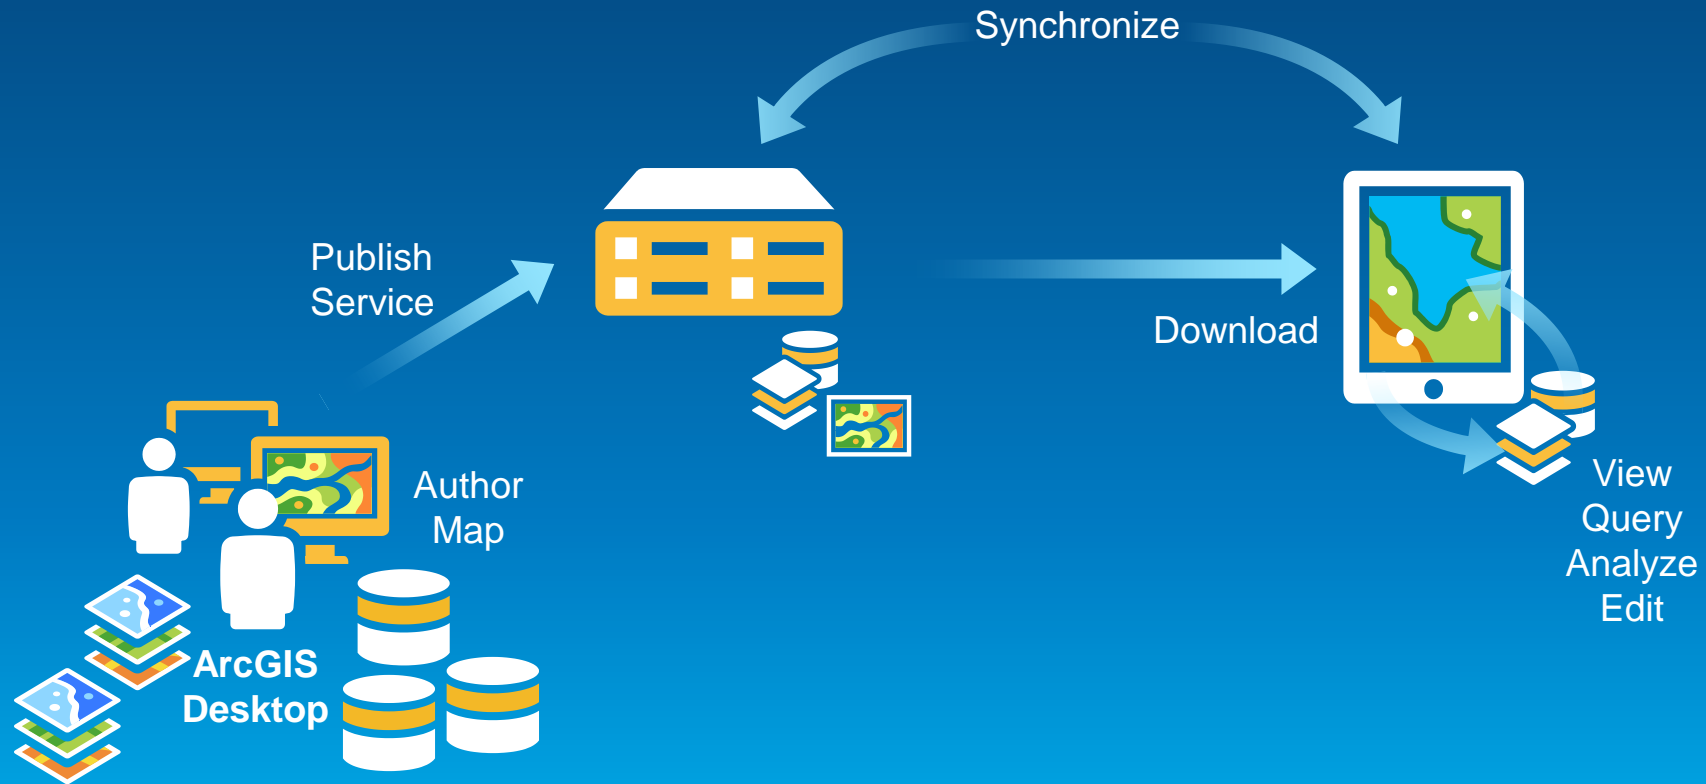 Synchronize
Publish
Service
Download
Author
Map
View
Query
Analyze
Edit
ArcGIS
Desktop